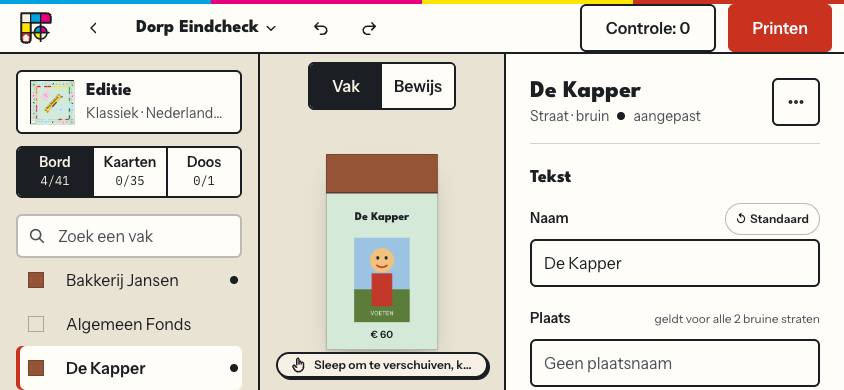 Dorp Eindcheck
Controle: 0
Printen
Editie
Klassiek · Nederland...
Bord
4/41
Kaarten
0/35
Doos
0/1
Zoek een vak
Bakkerij Jansen
Algemeen Fonds
De Kapper
Vak
Bewijs
De Kapper
VOETEN
€ 60
Sleep om te verschuiven, k...
De Kapper
Straat · bruin ● aangepast
Tekst
Naam
Standaard
De Kapper
Plaats
geldt voor alle 2 bruine straten
Geen plaatsnaam